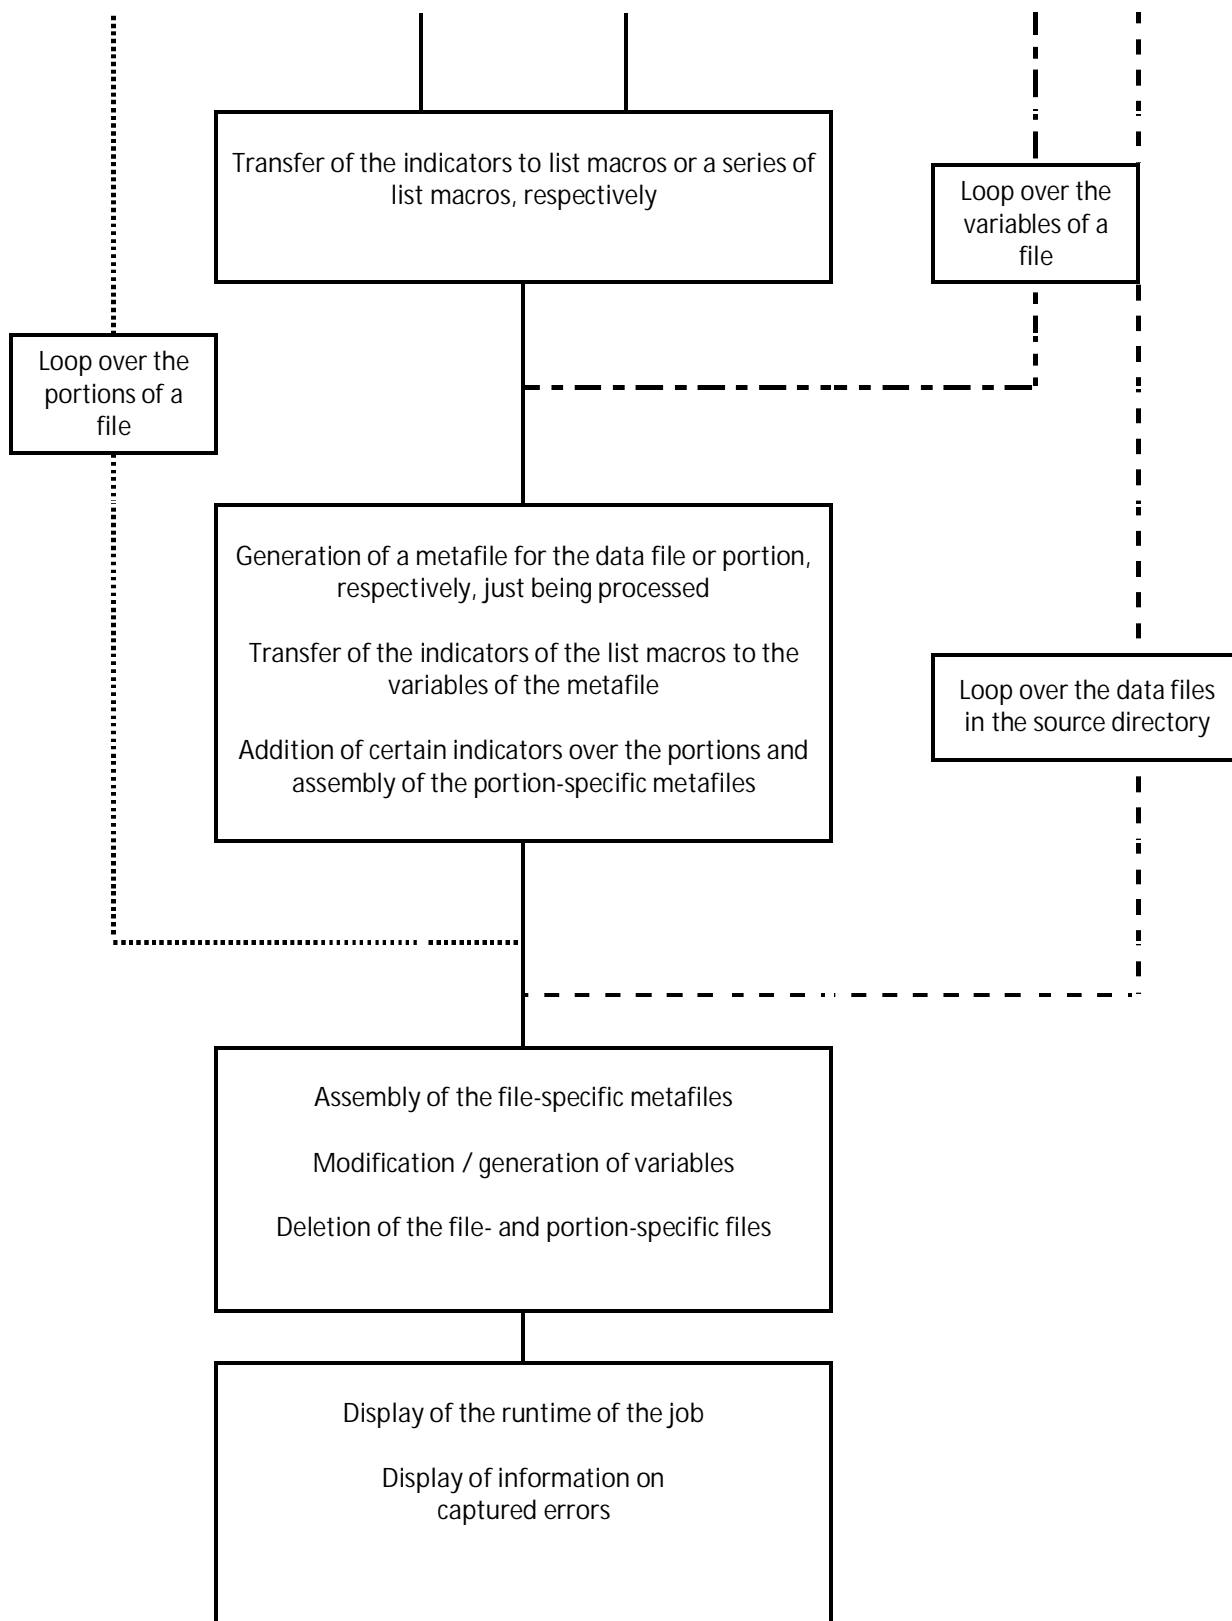 Transfer of the indicators to list macros or a series of
list macros, respectively
Loop over the
variables of a
file
Loop over the
portions of a
file
Generation of a metafile for the data file or portion,
respectively, just being processed
Transfer of the indicators of the list macros to the
variables of the metafile
Addition of certain indicators over the portions and
assembly of the portion-specific metafiles
Loop over the data files
in the source directory
Assembly of the file-specific metafiles
Modification / generation of variables
Deletion of the file- and portion-specific files
Display of the runtime of the job
Display of information on
captured errors